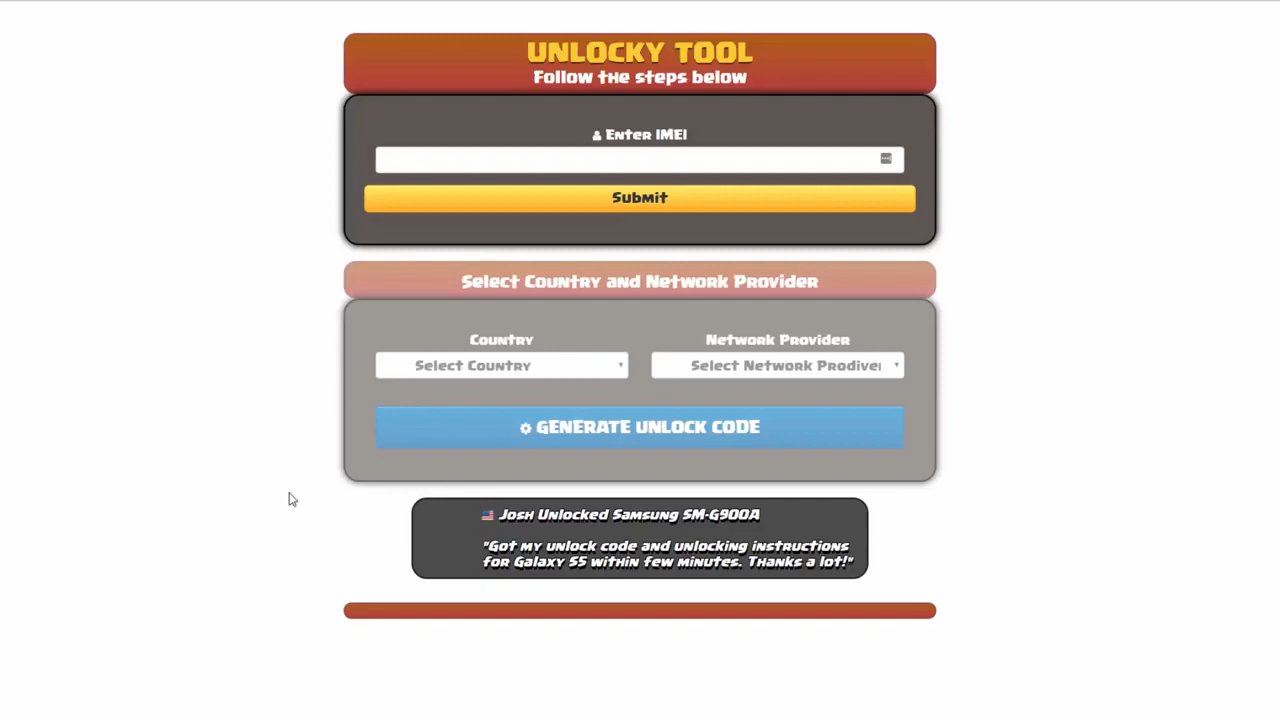 UNLOCKY TOOL
Follow the steps below
Enter IMEI
Submit
Select Country and Network Provider
Country
Network Provider
Select Country
Select Network Prodiver
GENERATE UNLOCK CODE
Josh Unlocked Samsung SM-G900A
"Got my unlock code and unlocking instructions
for Galaxy S5 within few minutes. Thanks a lot!"